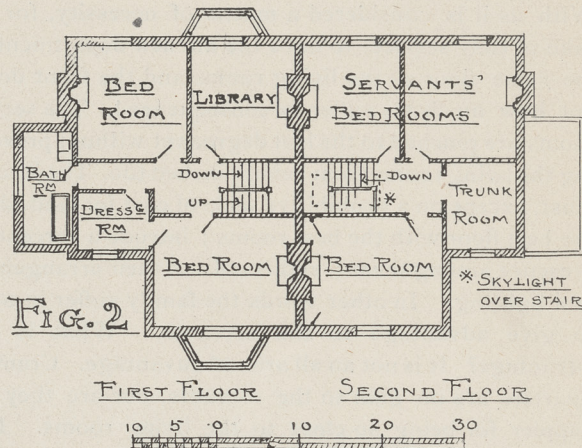 BED ROOM
LIBRARY
SERVANTS' BED ROOMS
BATH RM
DRESSG RM
DOWN
UP
DOWN
TRUNK ROOM
BED ROOM
BED ROOM
* SKYLIGHT
OVER STAIR
FIG. 2
FIRST FLOOR
SECOND FLOOR
10 5 0 10 20 30